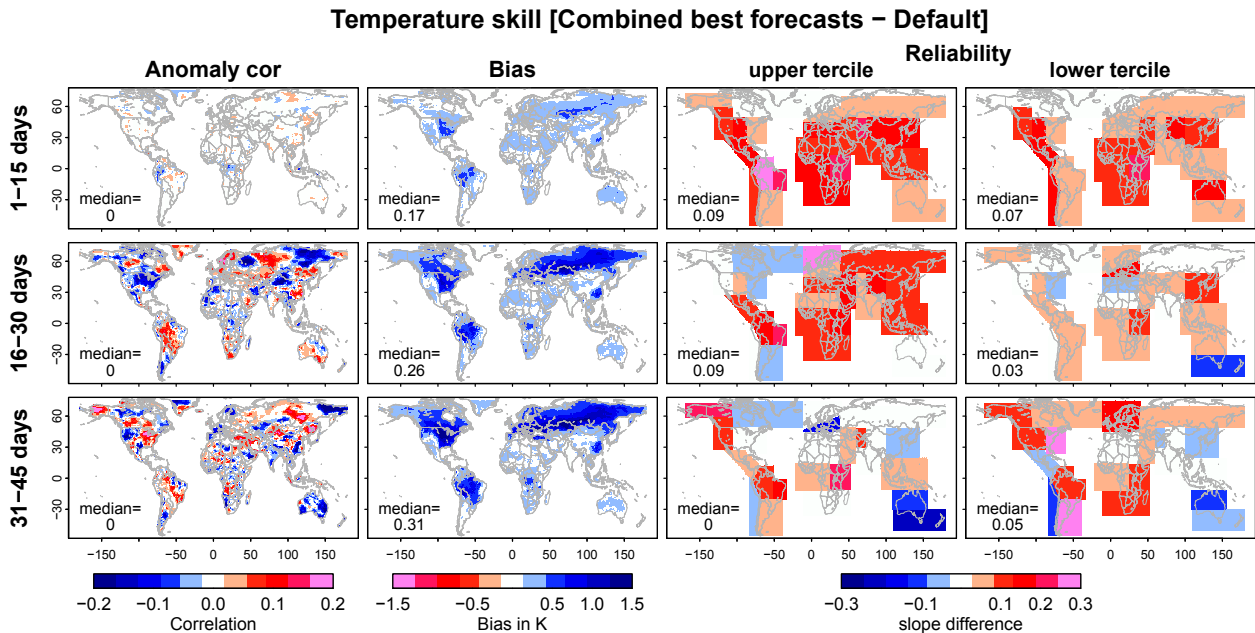 Temperature skill [Combined best forecasts − Default]
Reliability
Anomaly cor
Bias
upper tercile
lower tercile
1−15 days
60
30
0
−30
median=
0
median=
0.17
median=
0.09
median=
0.07
16−30 days
60
30
0
−30
median=
0
median=
0.26
median=
0.09
median=
0.03
31−45 days
60
30
0
−30
median=
0
median=
0.31
median=
0
median=
0.05
−150 −50 0 50 100 150
−150 −50 0 50 100 150
−150 −50 0 50 100 150
−150 −50 0 50 100 150
−0.2 −0.1 0.0 0.1 0.2
Correlation
−1.5 −0.5 0.5 1.5
Bias in K
−0.3 −0.1 0.1 0.2 0.3
slope difference